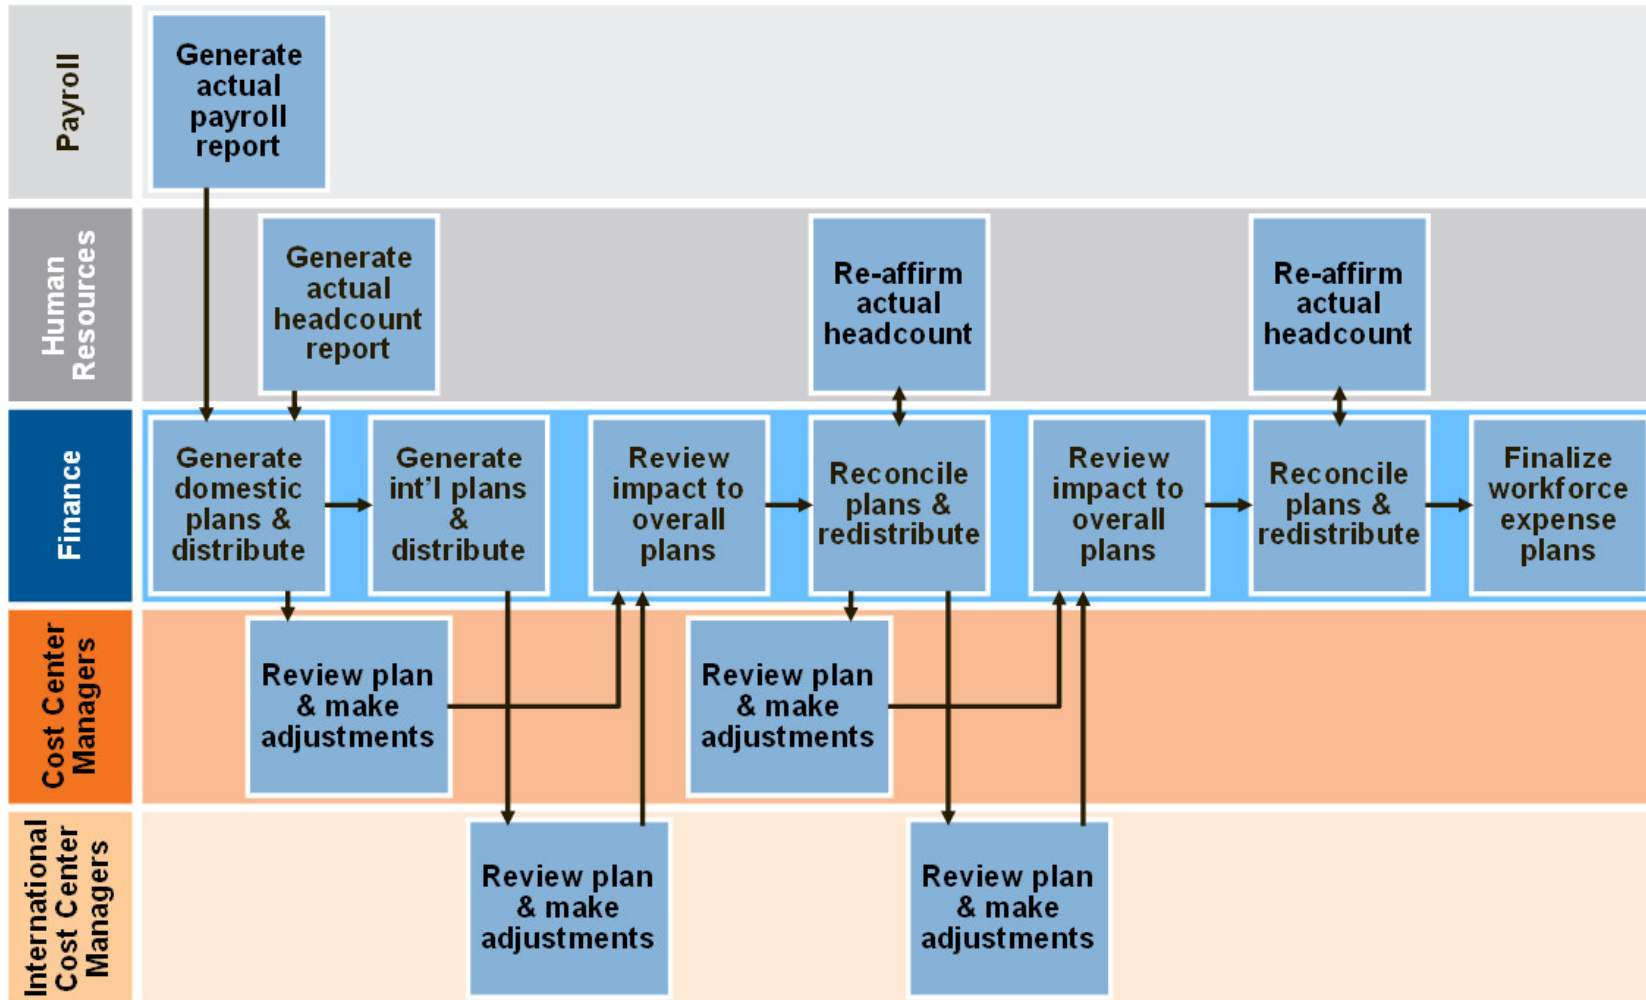 Payroll
Generate
actual
payroll
report
Human
Resources
Generate
actual
headcount
report
Re-affirm
actual
headcount
Re-affirm
actual
headcount
Finance
Generate
domestic
plans &
distribute
Generate
int'l plans
&
distribute
Review
impact to
overall
plans
Reconcile
plans &
redistribute
Review
impact to
overall
plans
Reconcile
plans &
redistribute
Finalize
workforce
expense
plans
Cost Center
Managers
Review plan
& make
adjustments
Review plan
& make
adjustments
International
Cost Center
Managers
Review plan
& make
adjustments
Review plan
& make
adjustments